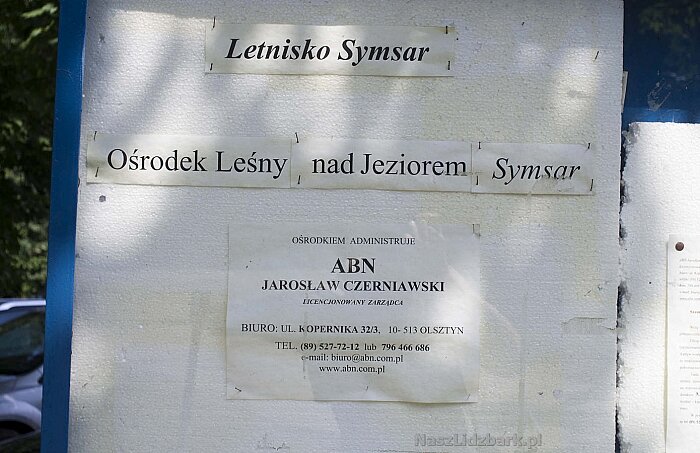 Letnisko Symsar
Ośrodek Leśny nad Jeziorem Symsar
OŚRODKIEM ADMINISTRUJE
ABN
JAROSŁAW CZERNIAWSKI
LICENCJONOWANY ZARZĄDCA
BIURO: UL. KOPERNIKA 32/3, 10- 513 OLSZTYN
TEL. (89) 527-72-12 lub 796 466 686
e-mail: biuro@abn.com.pl
www.abn.com.pl
NaszLidzbark.pl